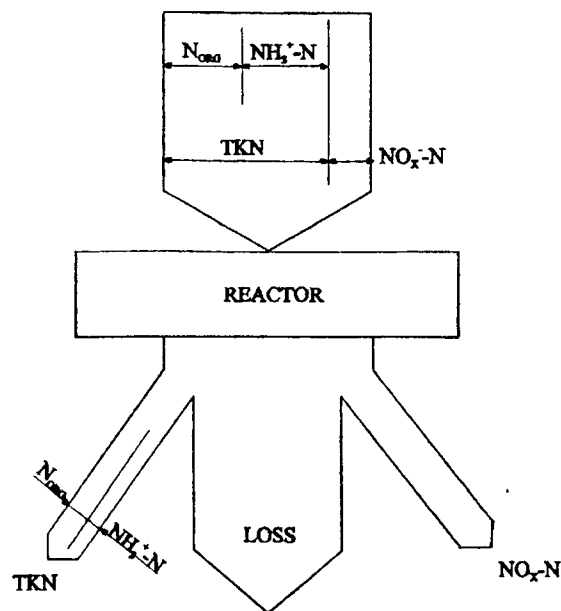 N_ORG NH₃⁺-N
TKN NOₓ⁻-N
REACTOR
N_ORG
NH₃⁺-N
LOSS
TKN
NOₓ-N